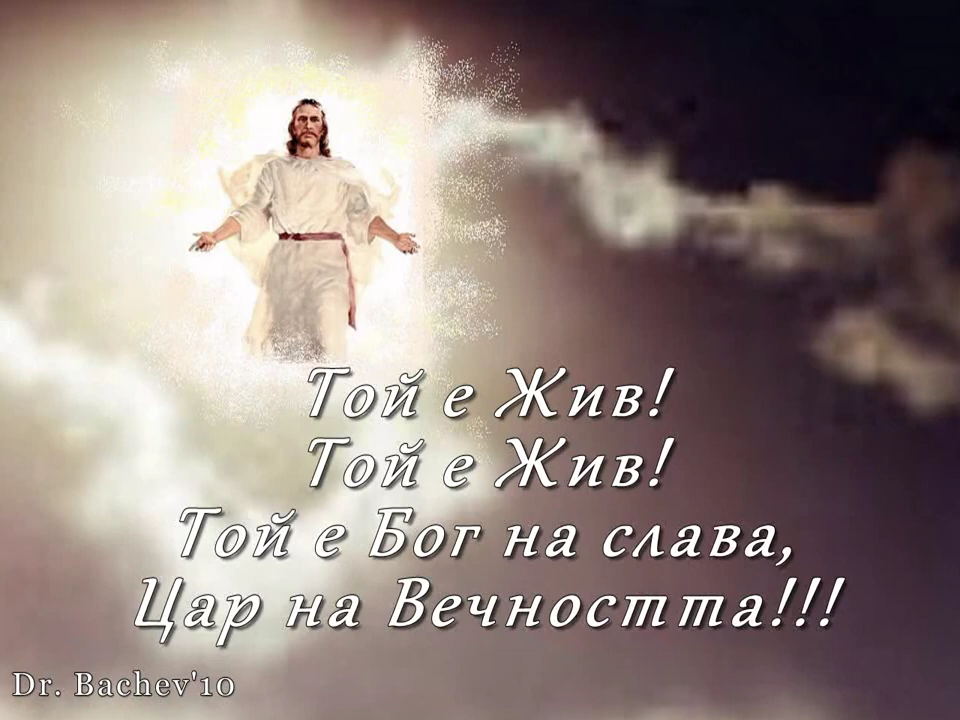 Той е Жив!
Той е Жив!
Той е Бог на слава,
Цар на Вечността!!!
Dr. Bachev'10